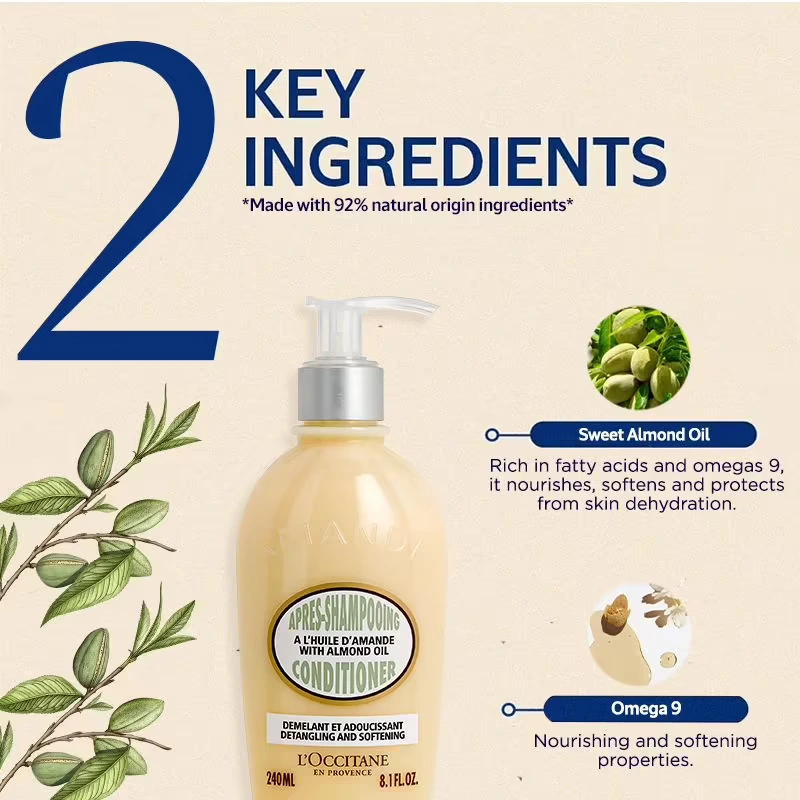 2
KEY
INGREDIENTS
*Made with 92% natural origin ingredients*
Sweet Almond Oil
Rich in fatty acids and omegas 9,
it nourishes, softens and protects
from skin dehydration.
AMANDE
APRES-SHAMPOOING
A L'HUILE D'AMANDE
WITH ALMOND OIL
CONDITIONER
DEMELANT ET ADOUCISSANT
DETANGLING AND SOFTENING
L'OCCITANE
EN PROVENCE
240ML 8.1 FL.OZ.
Omega 9
Nourishing and softening
properties.